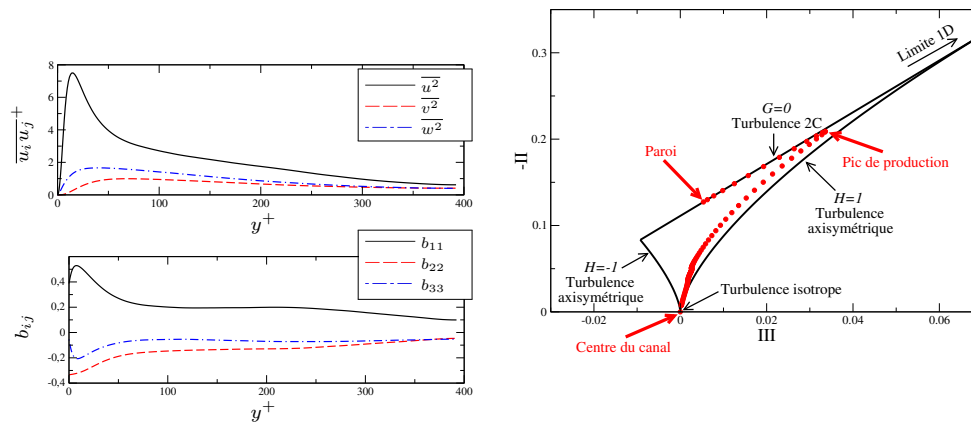 8
6
4
2
0
0 100 200 300 400
y⁺
u_i u_j ⁺
u²
v²
w²
0,4
0,2
0
-0,2
-0,4
0 100 200 300 400
y⁺
b_{ij}
b₁₁
b₂₂
b₃₃
0.3
0.2
0.1
0
-II
-0.02 0 0.02 0.04 0.06
III
Limite 1D
G=0
Turbulence 2C
Paroi
Pic de production
H=1
Turbulence
axisymétrique
H=-1
Turbulence
axisymétrique
Turbulence isotrope
Centre du canal